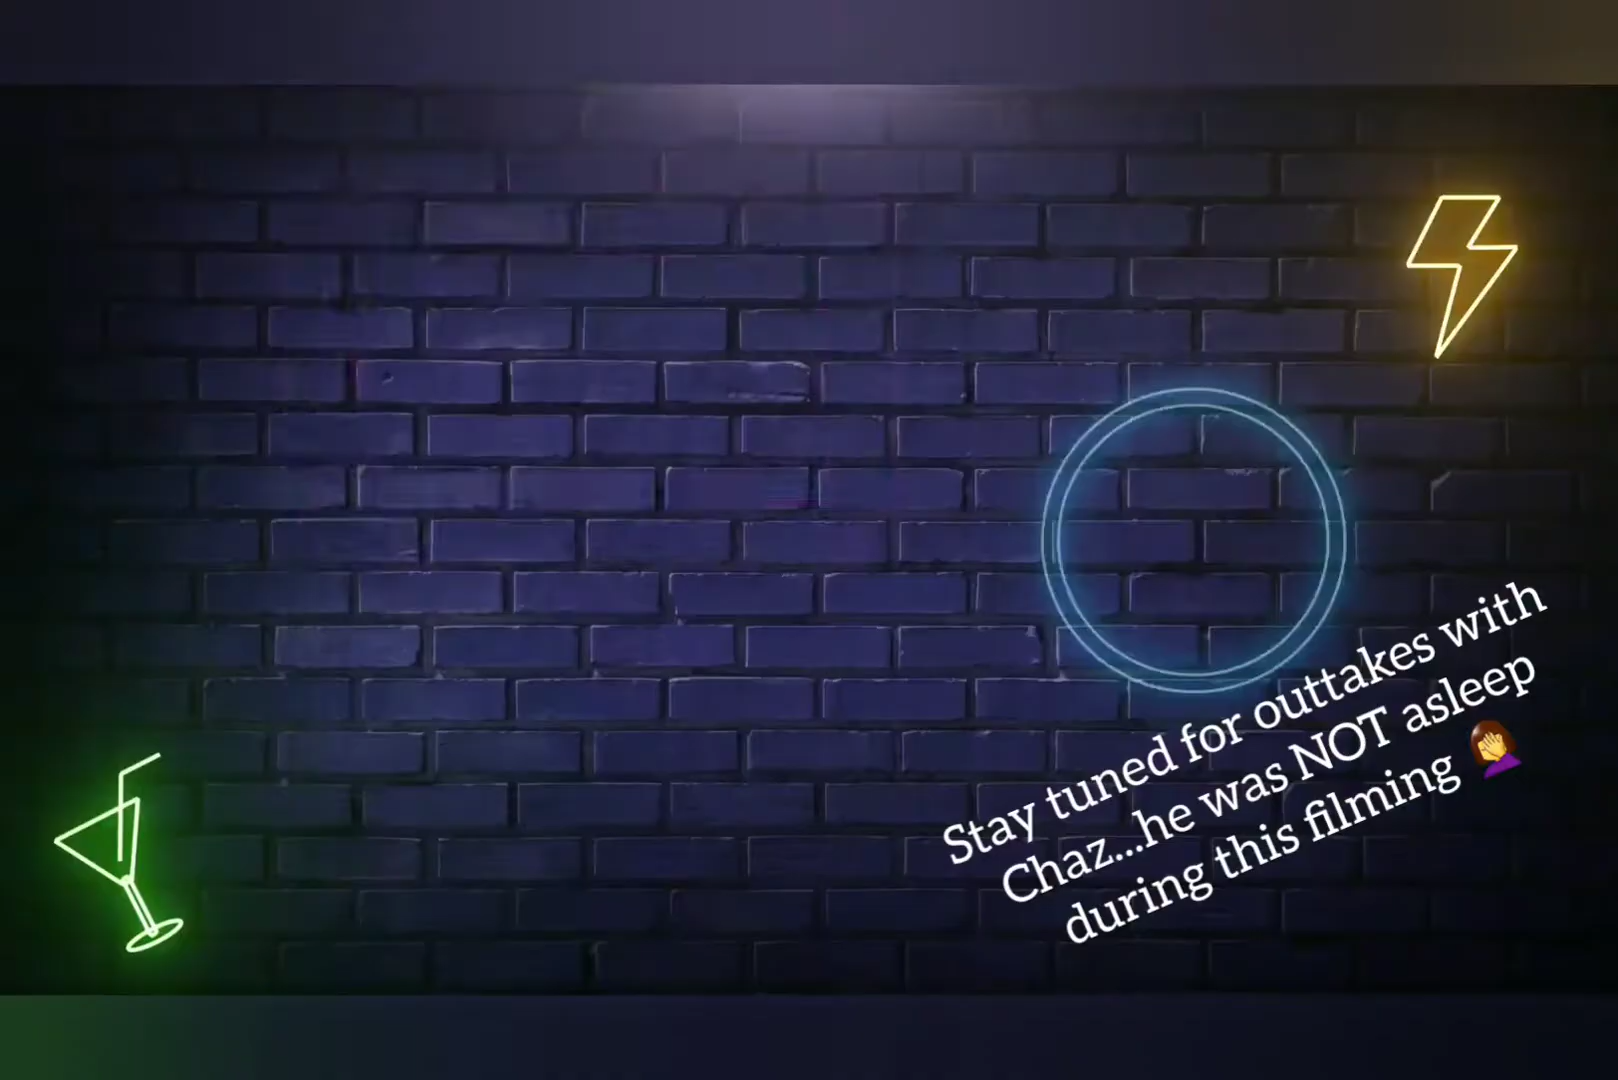 Stay tuned for outtakes with
Chaz...he was NOT asleep
during this filming 🤦‍♀️